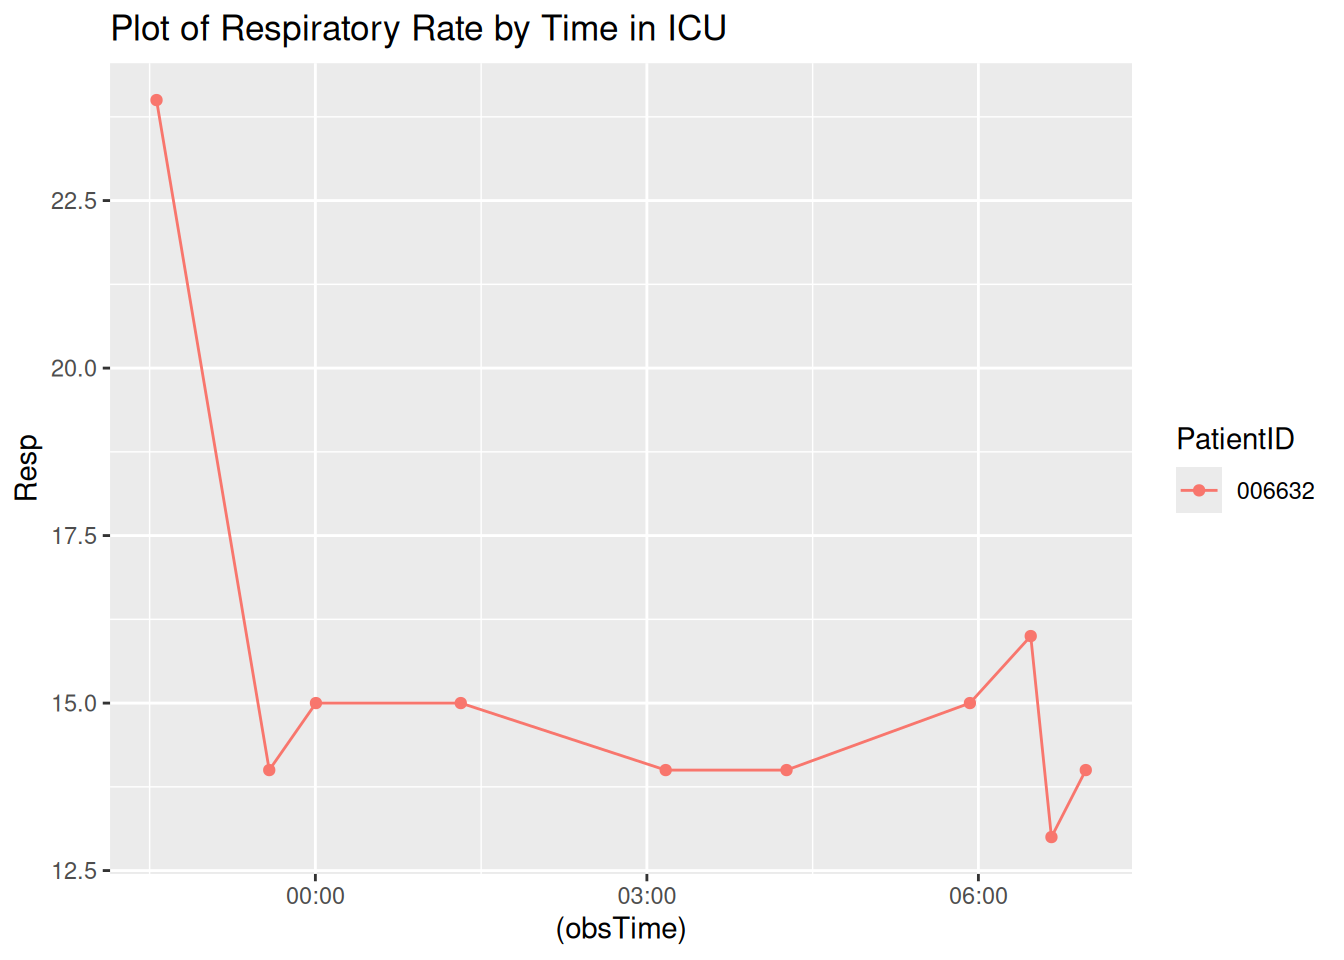 Plot of Respiratory Rate by Time in ICU
22.5
20.0
17.5
15.0
12.5
Resp
00:00
03:00
06:00
(obsTime)
PatientID
006632